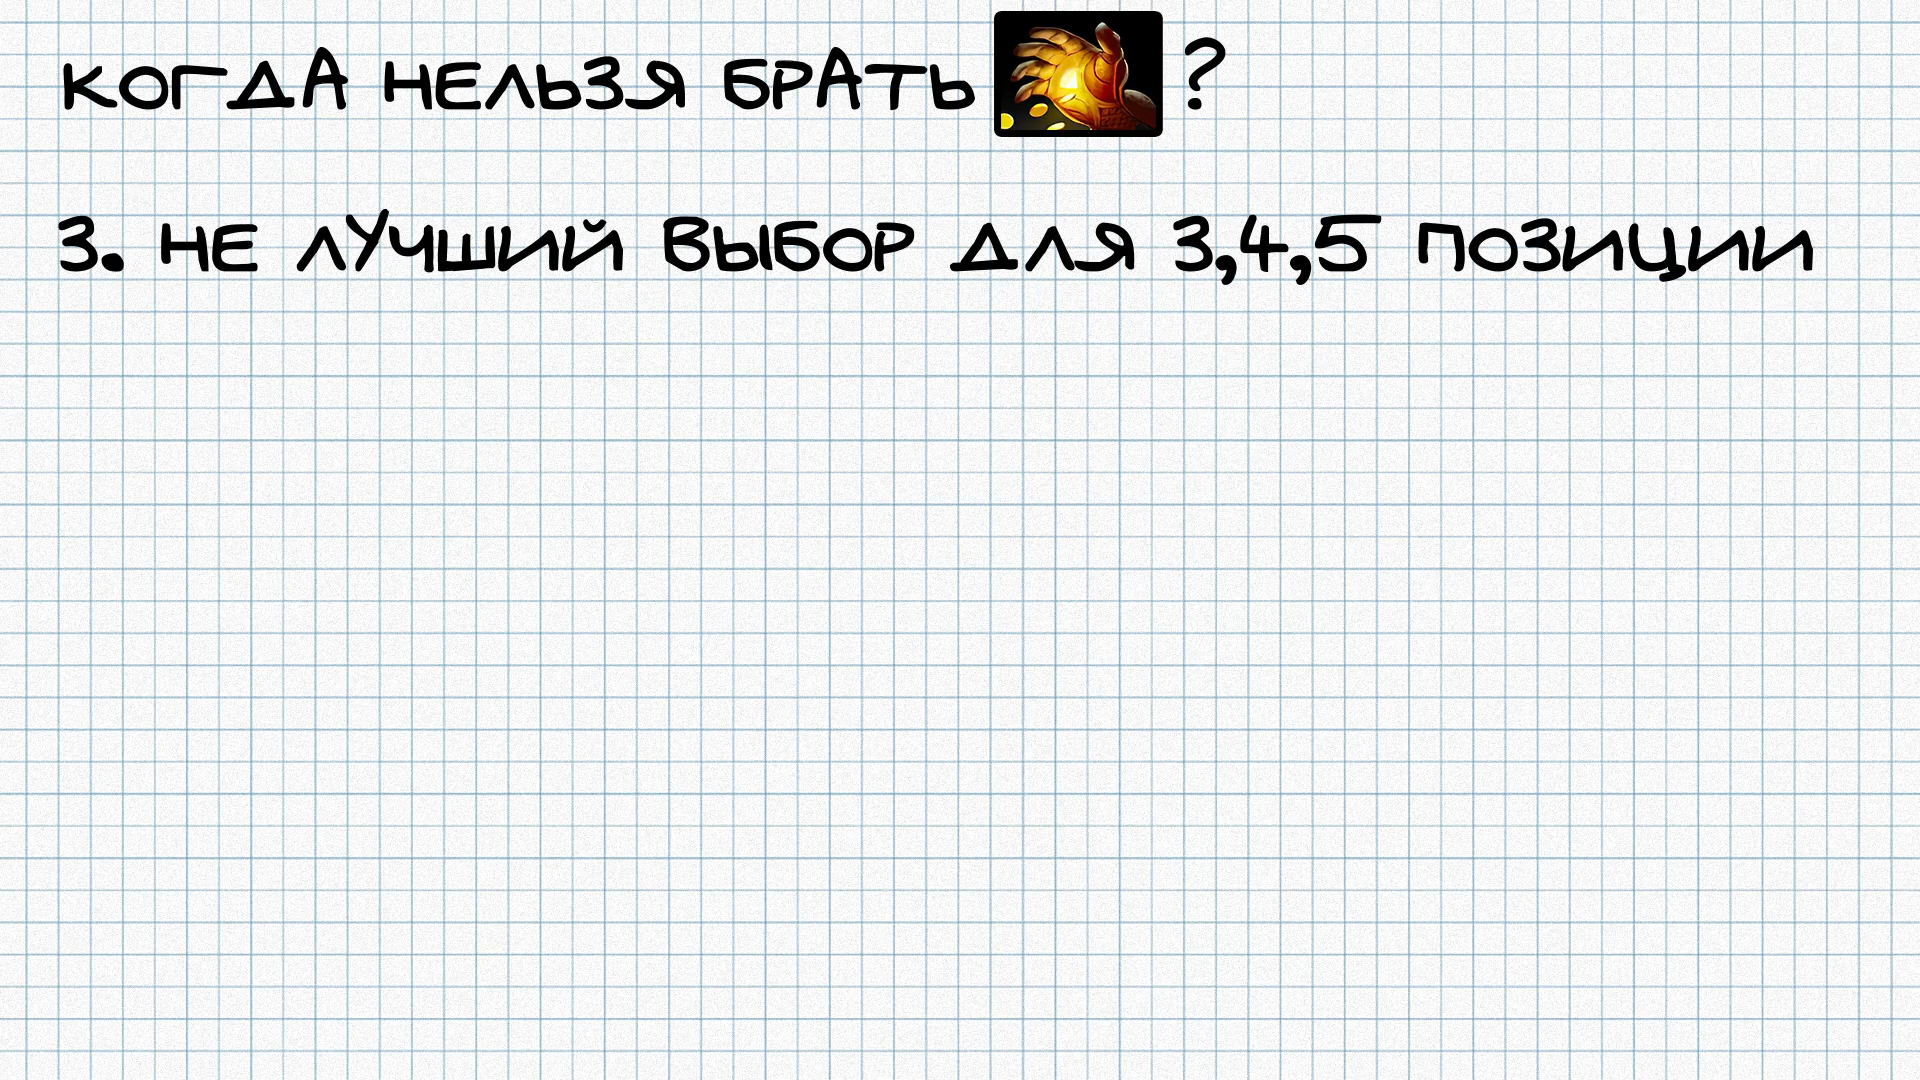 КОГДА НЕЛЬЗЯ БРАТЬ ?
3. НЕ ЛУЧШИЙ ВЫБОР ДЛЯ 3,4,5 ПОЗИЦИИ